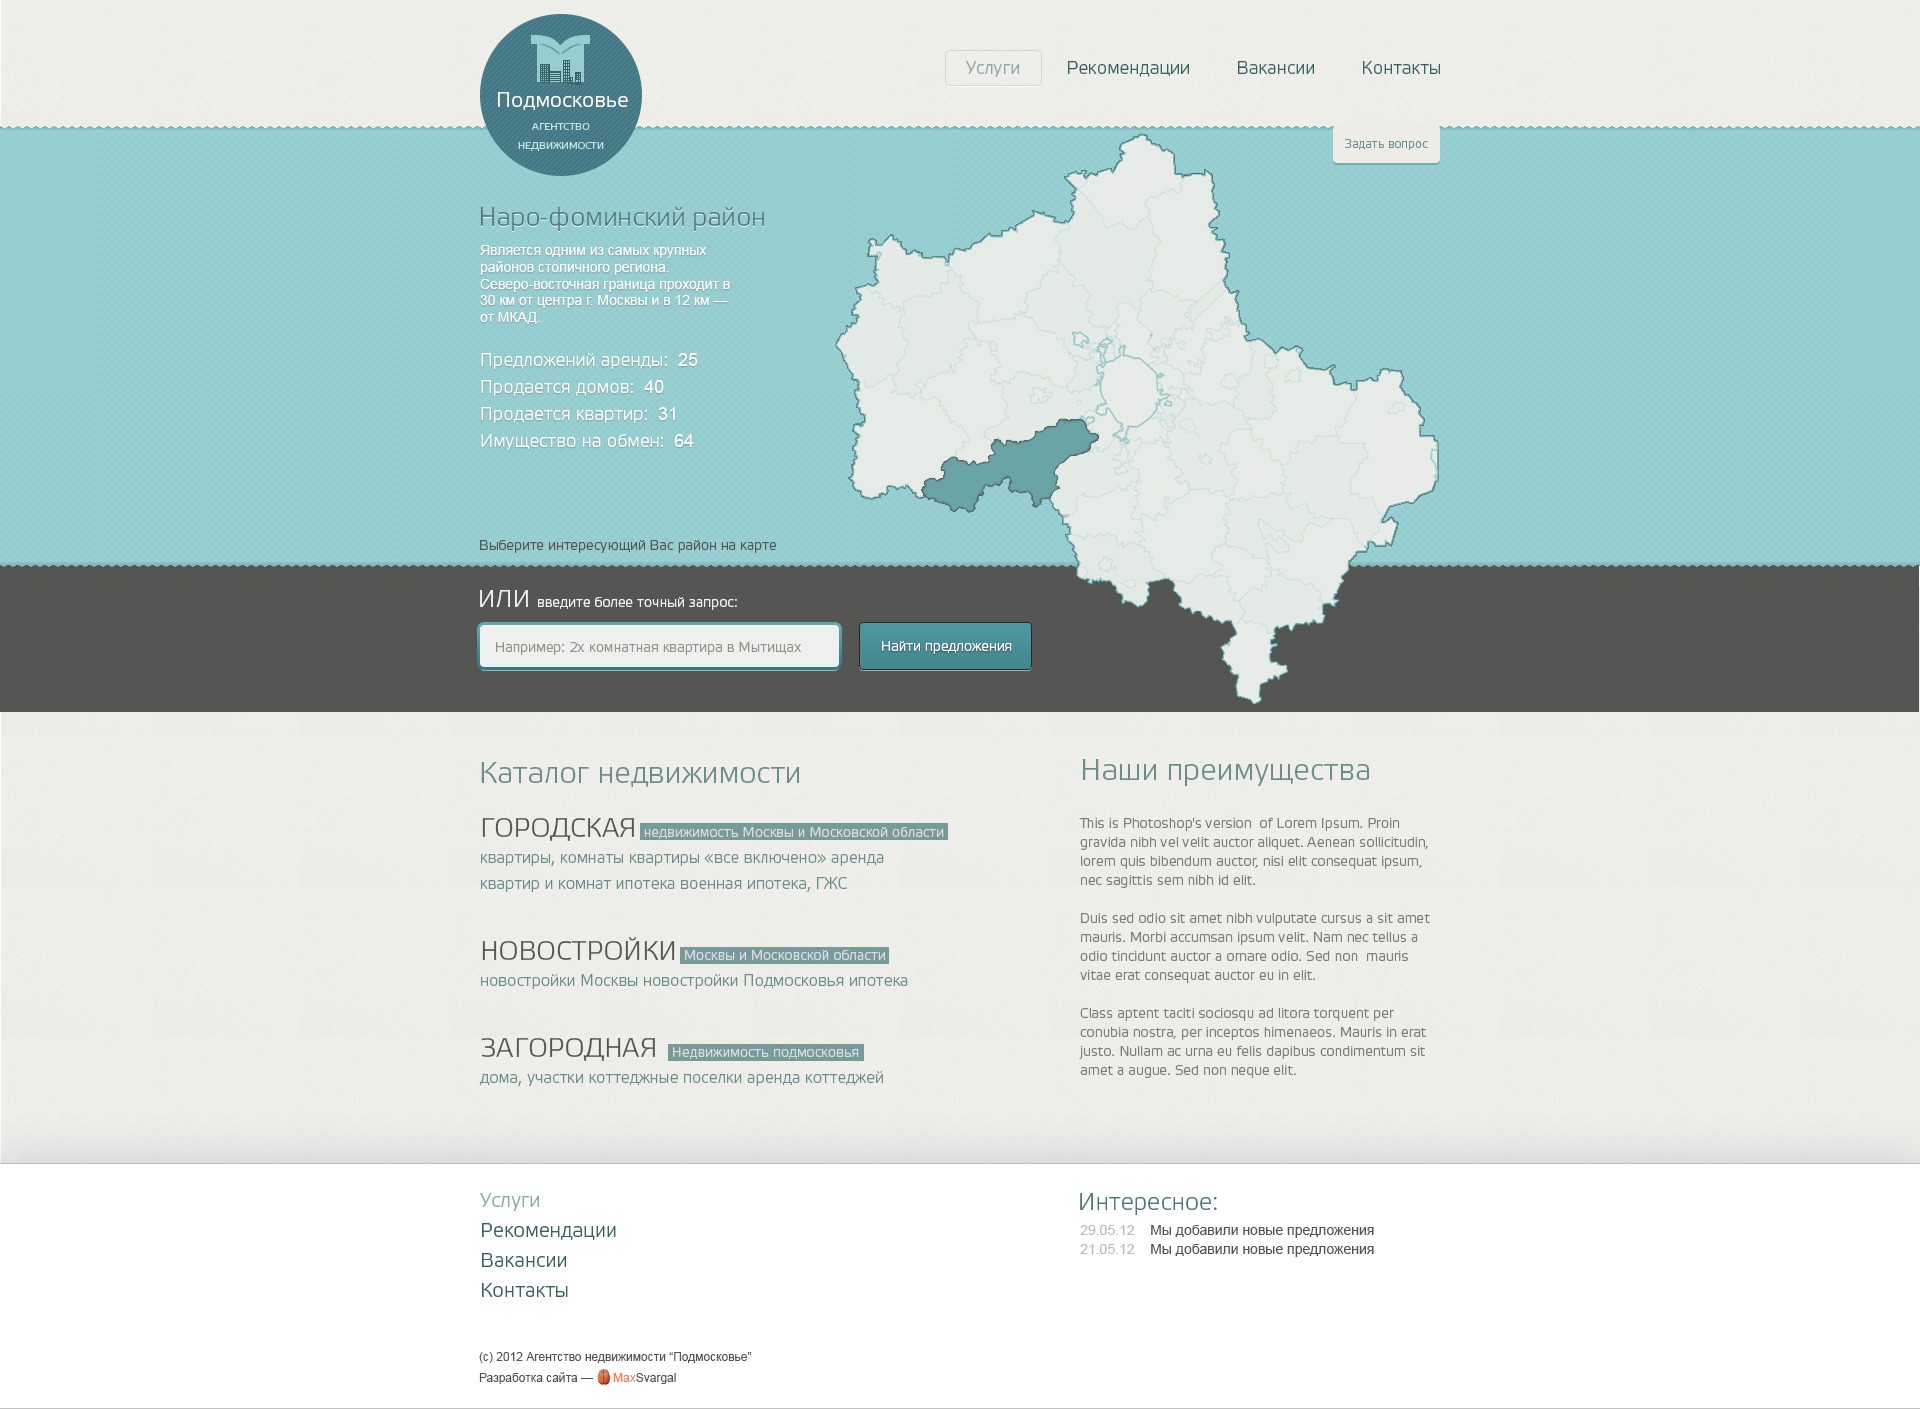 Подмосковье
АГЕНТСТВО
НЕДВИЖИМОСТИ
Услуги Рекомендации Вакансии Контакты
Задать вопрос
Наро-фоминский район
Является одним из самых крупных
районов столичного региона.
Северо-восточная граница проходит в
30 км от центра г. Москвы и в 12 км —
от МКАД.
Предложений аренды: 25
Продается домов: 40
Продается квартир: 31
Имущество на обмен: 64
Выберите интересующий Вас район на карте
ИЛИ введите более точный запрос:
Например: 2х комнатная квартира в Мытищах
Найти предложения
Каталог недвижимости
ГОРОДСКАЯ недвижимость Москвы и Московской области
квартиры, комнаты квартиры «все включено» аренда
квартир и комнат ипотека военная ипотека, ГЖС
НОВОСТРОЙКИ Москвы и Московской области
новостройки Москвы новостройки Подмосковья ипотека
ЗАГОРОДНАЯ Недвижимость подмосковья
дома, участки коттеджные поселки аренда коттеджей
Наши преимущества
This is Photoshop's version  of Lorem Ipsum. Proin
gravida nibh vel velit auctor aliquet. Aenean sollicitudin,
lorem quis bibendum auctor, nisi elit consequat ipsum,
nec sagittis sem nibh id elit.
Duis sed odio sit amet nibh vulputate cursus a sit amet
mauris. Morbi accumsan ipsum velit. Nam nec tellus a
odio tincidunt auctor a ornare odio. Sed non  mauris
vitae erat consequat auctor eu in elit.
Class aptent taciti sociosqu ad litora torquent per
conubia nostra, per inceptos himenaeos. Mauris in erat
justo. Nullam ac urna eu felis dapibus condimentum sit
amet a augue. Sed non neque elit.
Услуги
Рекомендации
Вакансии
Контакты
Интересное:
29.05.12 Мы добавили новые предложения
21.05.12 Мы добавили новые предложения
(c) 2012 Агентство недвижимости “Подмосковье”
Разработка сайта — MaxSvargal